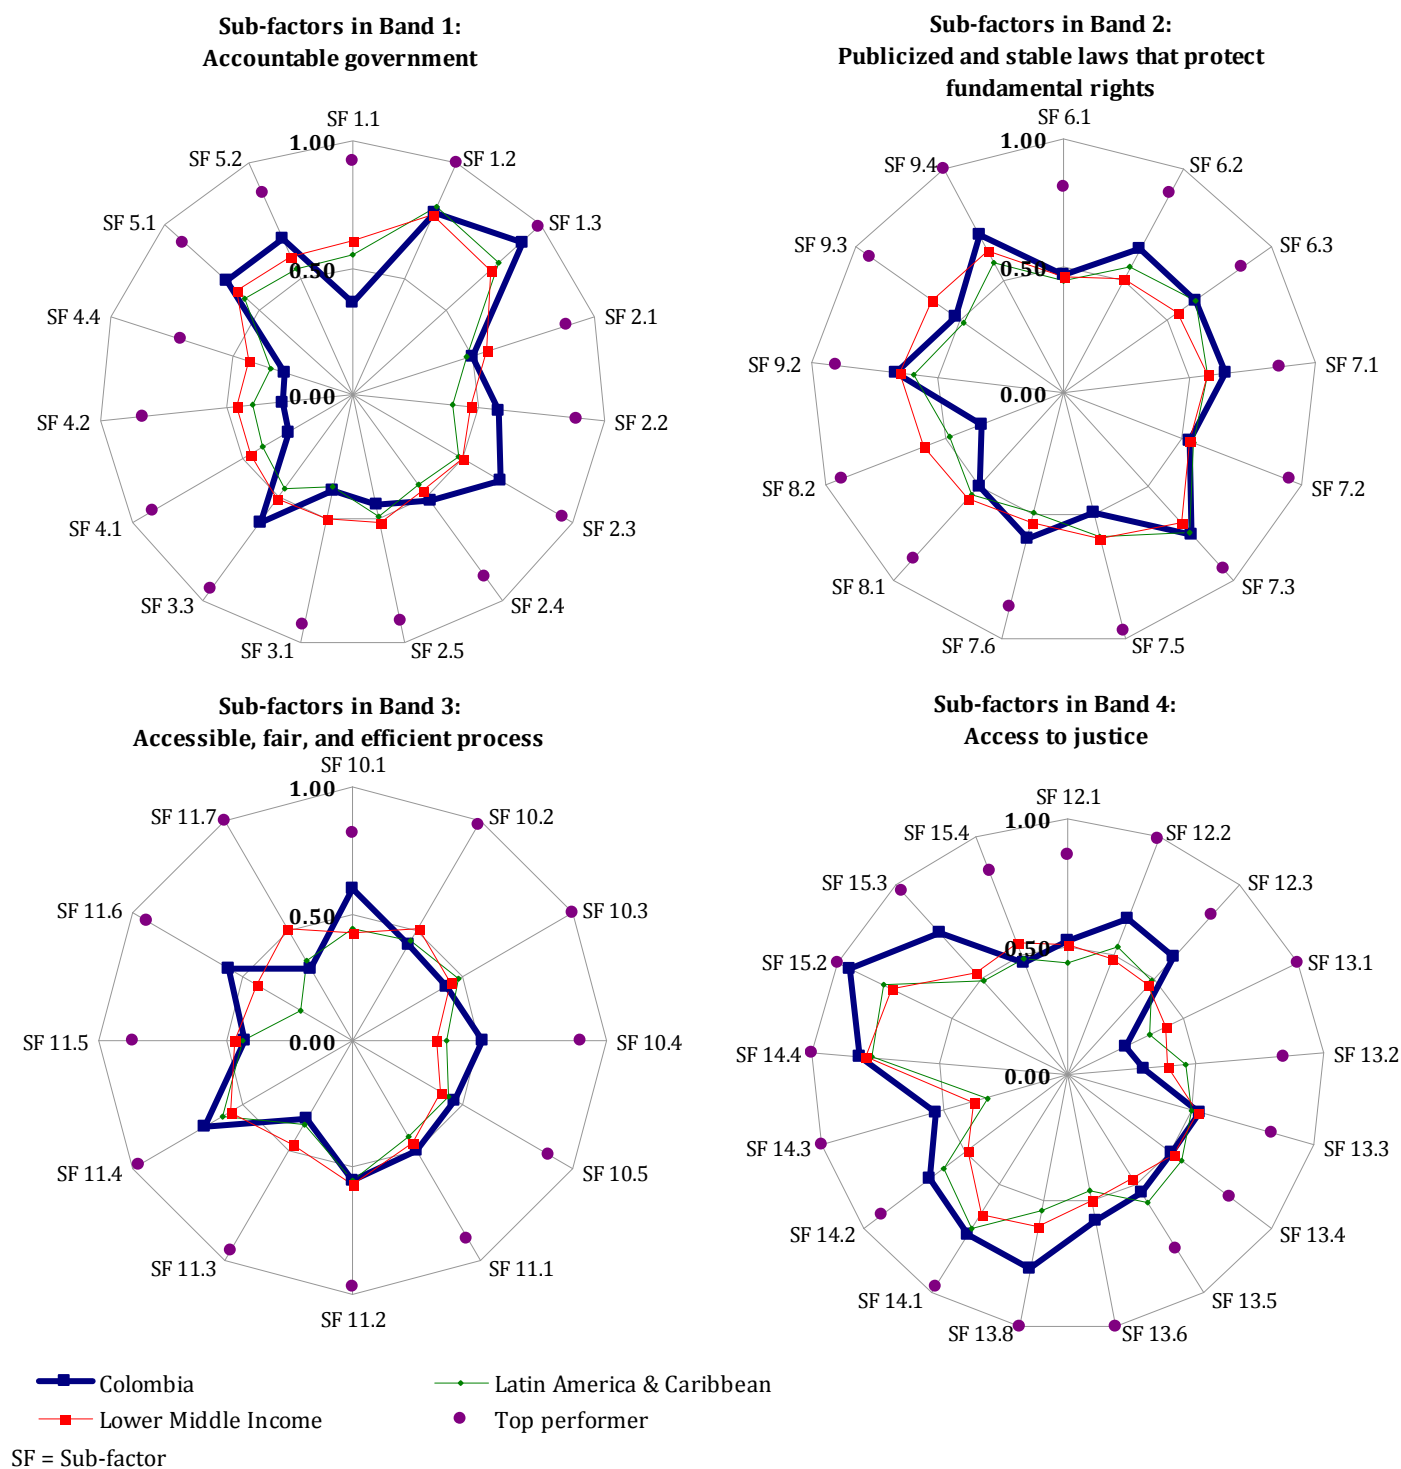 Sub-factors in Band 1:
Accountable government
SF 1.1
1.00
SF 1.2
SF 1.3
SF 2.1
SF 2.2
SF 2.3
SF 2.4
SF 2.5
SF 3.1
SF 3.3
SF 4.1
SF 4.2
SF 4.4
SF 5.1
SF 5.2
0.50
0.00
Sub-factors in Band 2:
Publicized and stable laws that protect
fundamental rights
SF 6.1
1.00
SF 6.2
SF 6.3
SF 7.1
SF 7.2
SF 7.3
SF 7.5
SF 7.6
SF 8.1
SF 8.2
SF 9.2
SF 9.3
SF 9.4
0.50
0.00
Sub-factors in Band 3:
Accessible, fair, and efficient process
SF 10.1
1.00
SF 10.2
SF 10.3
SF 10.4
SF 10.5
SF 11.1
SF 11.2
SF 11.3
SF 11.4
SF 11.5
SF 11.6
SF 11.7
0.50
0.00
Sub-factors in Band 4:
Access to justice
SF 12.1
1.00
SF 12.2
SF 12.3
SF 13.1
SF 13.2
SF 13.3
SF 13.4
SF 13.5
SF 13.6
SF 13.8
SF 14.1
SF 14.2
SF 14.3
SF 14.4
SF 15.2
SF 15.3
SF 15.4
0.50
0.00
Colombia
Latin America & Caribbean
Lower Middle Income
Top performer
SF = Sub-factor